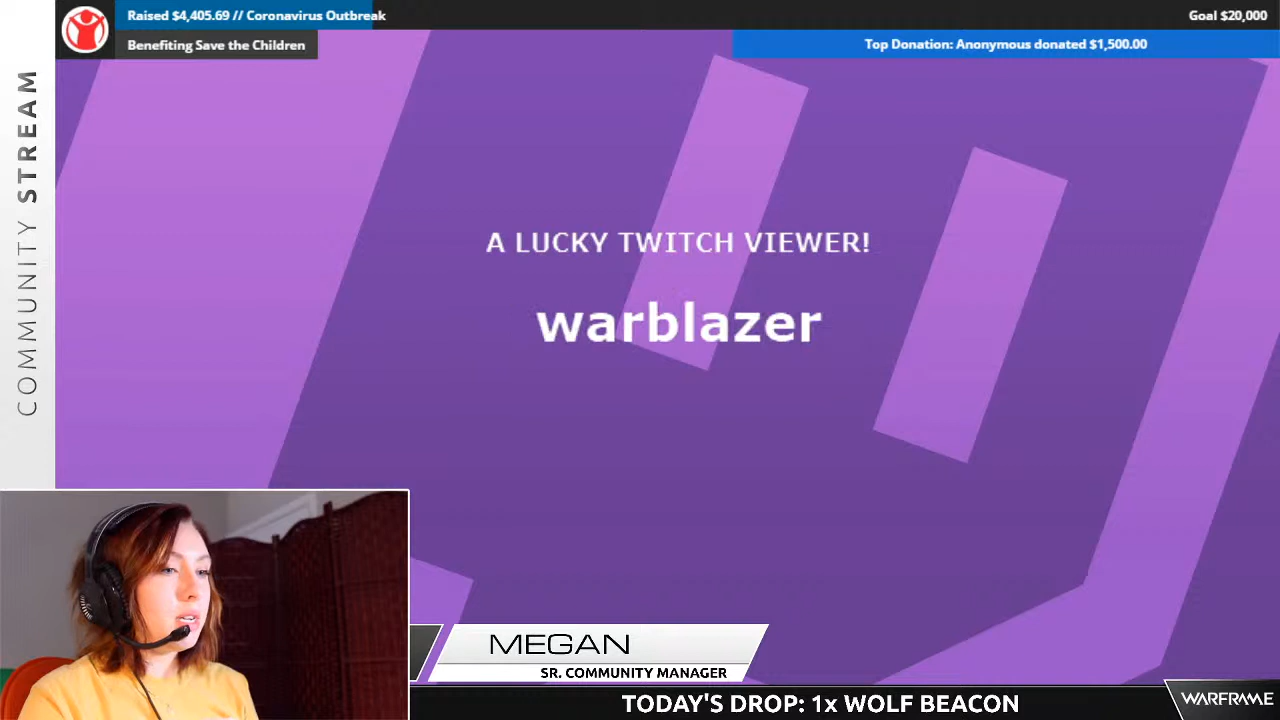 Raised $4,405.69 // Coronavirus Outbreak
Goal $20,000
Benefiting Save the Children
Top Donation: Anonymous donated $1,500.00
COMMUNITY STREAM
A LUCKY TWITCH VIEWER!
warblazer
MEGAN
SR. COMMUNITY MANAGER
TODAY'S DROP: 1x WOLF BEACON
WARFRAME